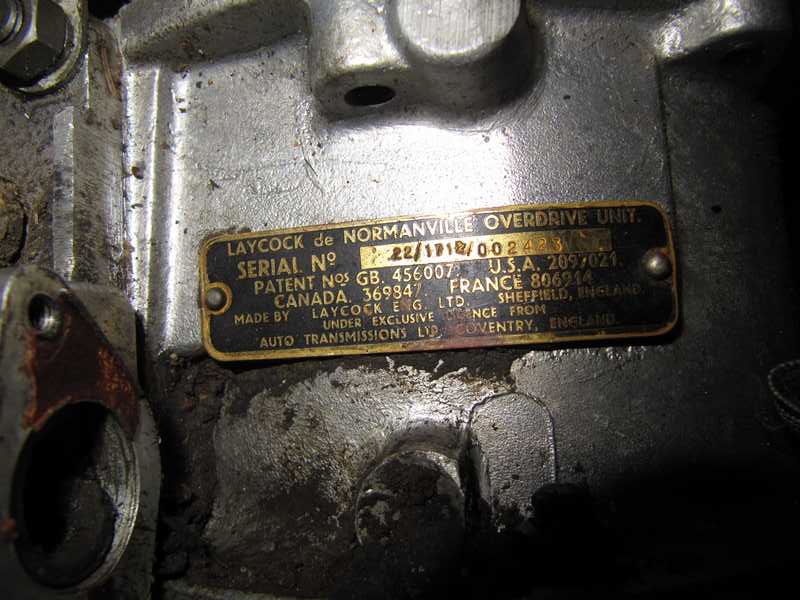 LAYCOCK de NORMANVILLE OVERDRIVE UNIT.
SERIAL No 22/1712/002423
PATENT Nos GB. 456007. U.S.A. 2097021.
CANADA. 369847. FRANCE 806914.
MADE BY LAYCOCK ENG. LTD. SHEFFIELD, ENGLAND.
UNDER EXCLUSIVE LICENCE FROM
AUTO TRANSMISSIONS LTD. COVENTRY, ENGLAND.